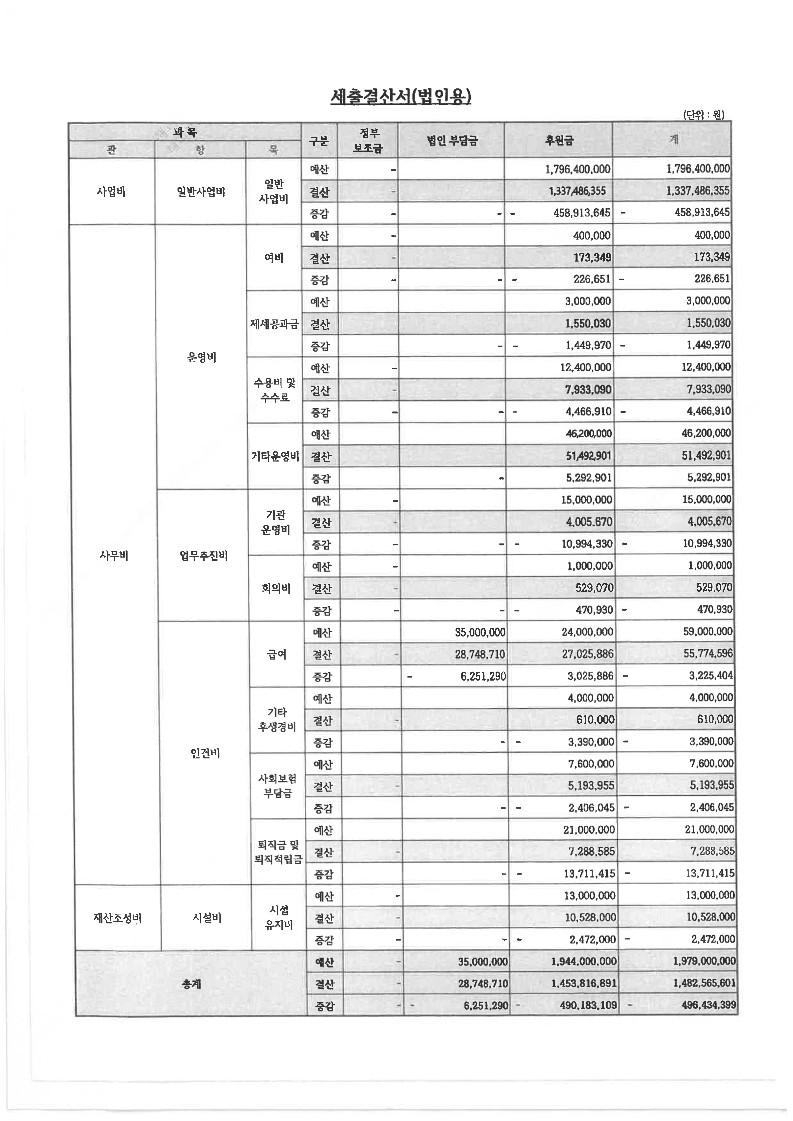 세출결산서(법인용)
(단위 : 원)
과 목 구분 정부 보조금 법인 부담금 후원금 계
관 항 목
사업비 일반사업비 일반 사업비 예산 - 1,796,400,000 1,796,400,000
결산 - 1,337,486,355 1,337,486,355
증감 - - - 458,913,645 - 458,913,645
사무비 운영비 여비 예산 - 400,000 400,000
결산 - 173,349 173,349
증감 - - - 226,651 - 226,651
제세공과금 예산 3,000,000 3,000,000
결산 1,550,030 1,550,030
증감 - - 1,449,970 - 1,449,970
수용비 및 수수료 예산 - 12,400,000 12,400,000
결산 - 7,933,090 7,933,090
증감 - - - 4,466,910 - 4,466,910
기타운영비 예산 46,200,000 46,200,000
결산 51,492,901 51,492,901
증감 - 5,292,901 5,292,901
업무추진비 기관 운영비 예산 - 15,000,000 15,000,000
결산 - 4,005,670 4,005,670
증감 - - - 10,994,330 - 10,994,330
회의비 예산 - 1,000,000 1,000,000
결산 - 529,070 529,070
증감 - - - 470,930 - 470,930
인건비 급여 예산 35,000,000 24,000,000 59,000,000
결산 - 28,748,710 27,025,886 55,774,596
증감 - 6,251,290 3,025,886 - 3,225,404
기타 후생경비 예산 4,000,000 4,000,000
결산 - 610,000 610,000
증감 - - 3,390,000 - 3,390,000
사회보험 부담금 예산 7,600,000 7,600,000
결산 - 5,193,955 5,193,955
증감 - - 2,406,045 - 2,406,045
퇴직금 및 퇴직적립금 예산 21,000,000 21,000,000
결산 - 7,288,585 7,288,585
증감 - - 13,711,415 - 13,711,415
재산조성비 시설비 시설 유지비 예산 - 13,000,000 13,000,000
결산 - 10,528,000 10,528,000
증감 - - - 2,472,000 - 2,472,000
총계 예산 - 35,000,000 1,944,000,000 1,979,000,000
결산 - 28,748,710 1,453,816,891 1,482,565,601
증감 - - 6,251,290 - 490,183,109 - 496,434,399